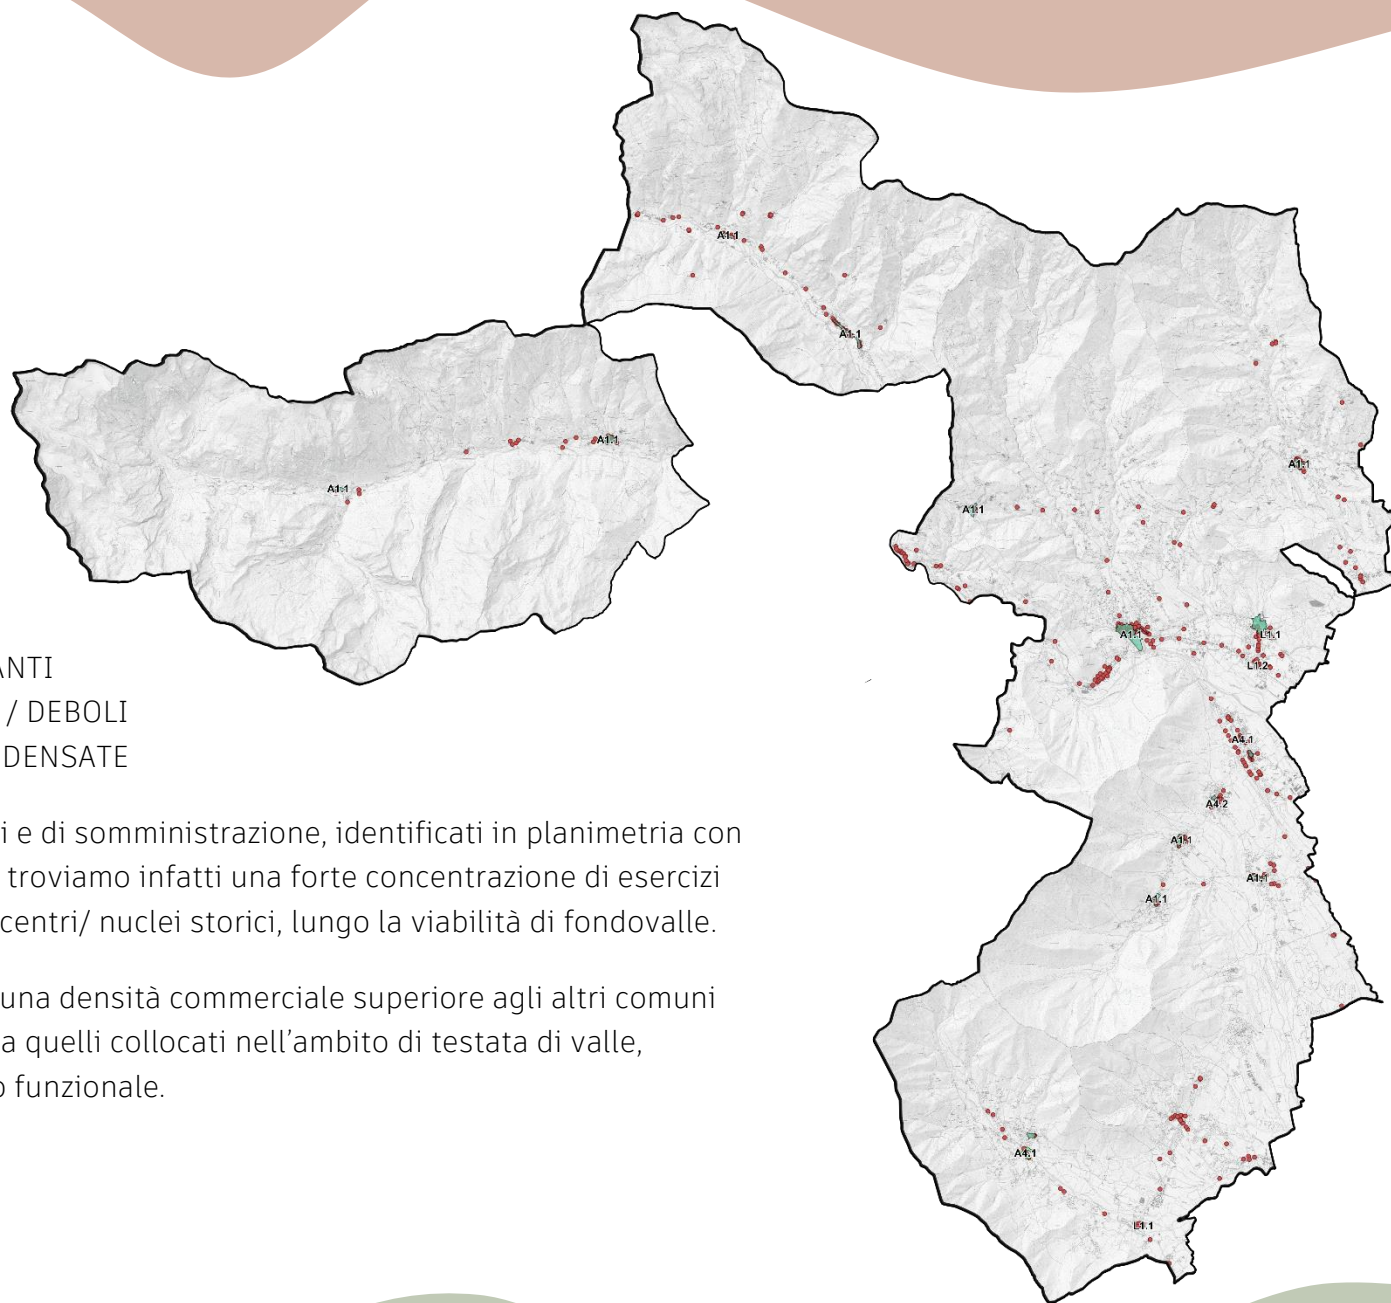 ANTI
/ DEBOLI
DENSATE
i e di somministrazione, identificati in planimetria con
troviamo infatti una forte concentrazione di esercizi
centri/ nuclei storici, lungo la viabilità di fondovalle.
una densità commerciale superiore agli altri comuni
a quelli collocati nell'ambito di testata di valle,
o funzionale.
A1.1
A1.1
A1.1
A1.1
A1.1
A1.1
A1.1
L1.1
L1.2
A4.1
A4.2
A1.1
A1.1
A1.1
A4.1
L1.1